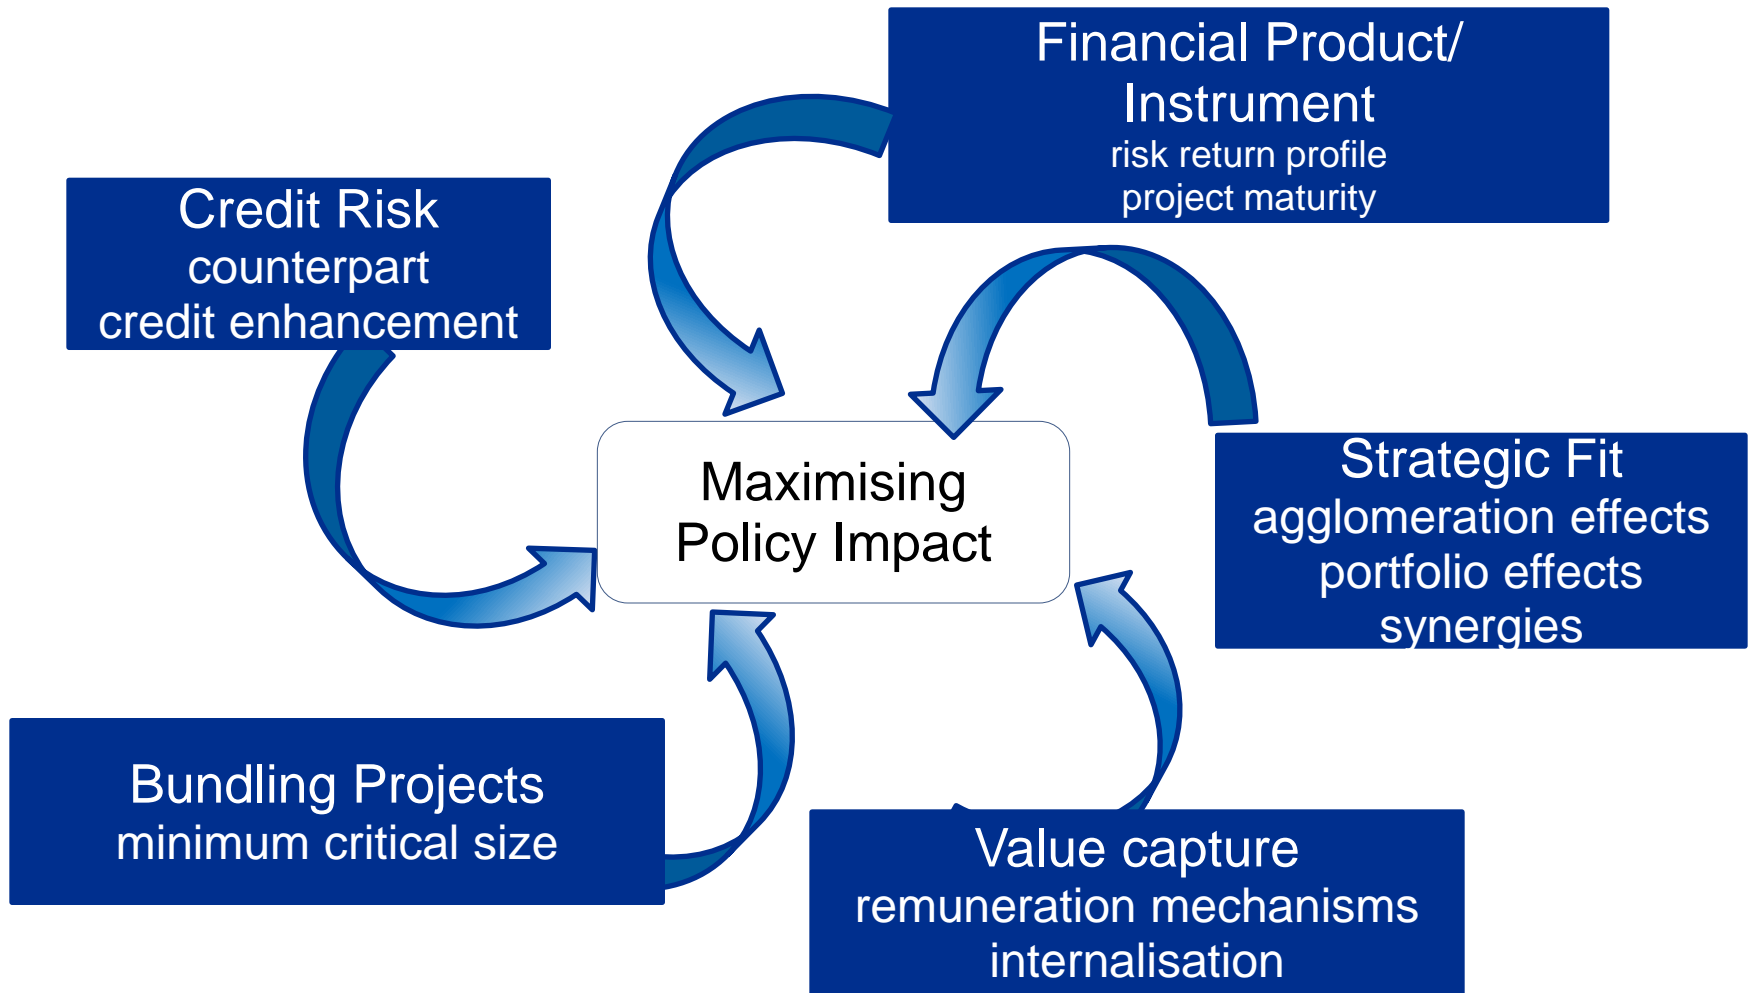 Financial Product/
Instrument
risk return profile
project maturity
Credit Risk
counterpart
credit enhancement
Maximising
Policy Impact
Strategic Fit
agglomeration effects
portfolio effects
synergies
Bundling Projects
minimum critical size
Value capture
remuneration mechanisms
internalisation